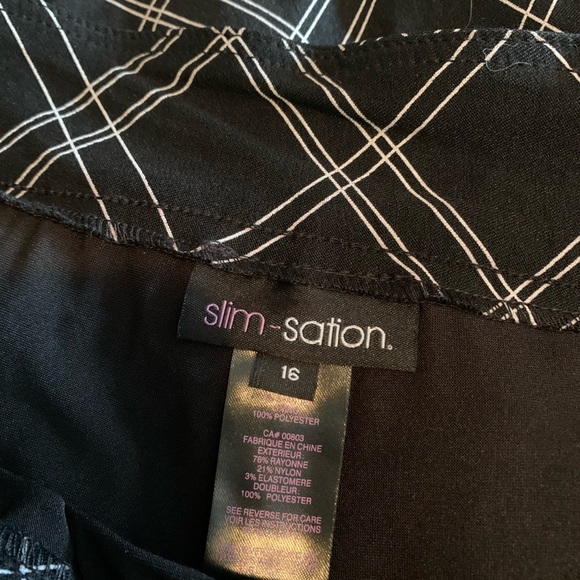 slim-sation®
16
100% POLYESTER
CA# 00803
FABRIQUE EN CHINE
EXTERIEUR:
76% RAYONNE
21% NYLON
3% ELASTOMERE
DOUBLEUR:
100% POLYESTER
SEE REVERSE FOR CARE
VOIR LES INSTRUCTIONS